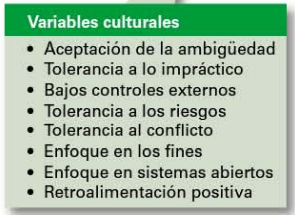 Variables culturales
• Aceptación de la ambigüedad
• Tolerancia a lo impráctico
• Bajos controles externos
• Tolerancia a los riesgos
• Tolerancia al conflicto
• Enfoque en los fines
• Enfoque en sistemas abiertos
• Retroalimentación positiva